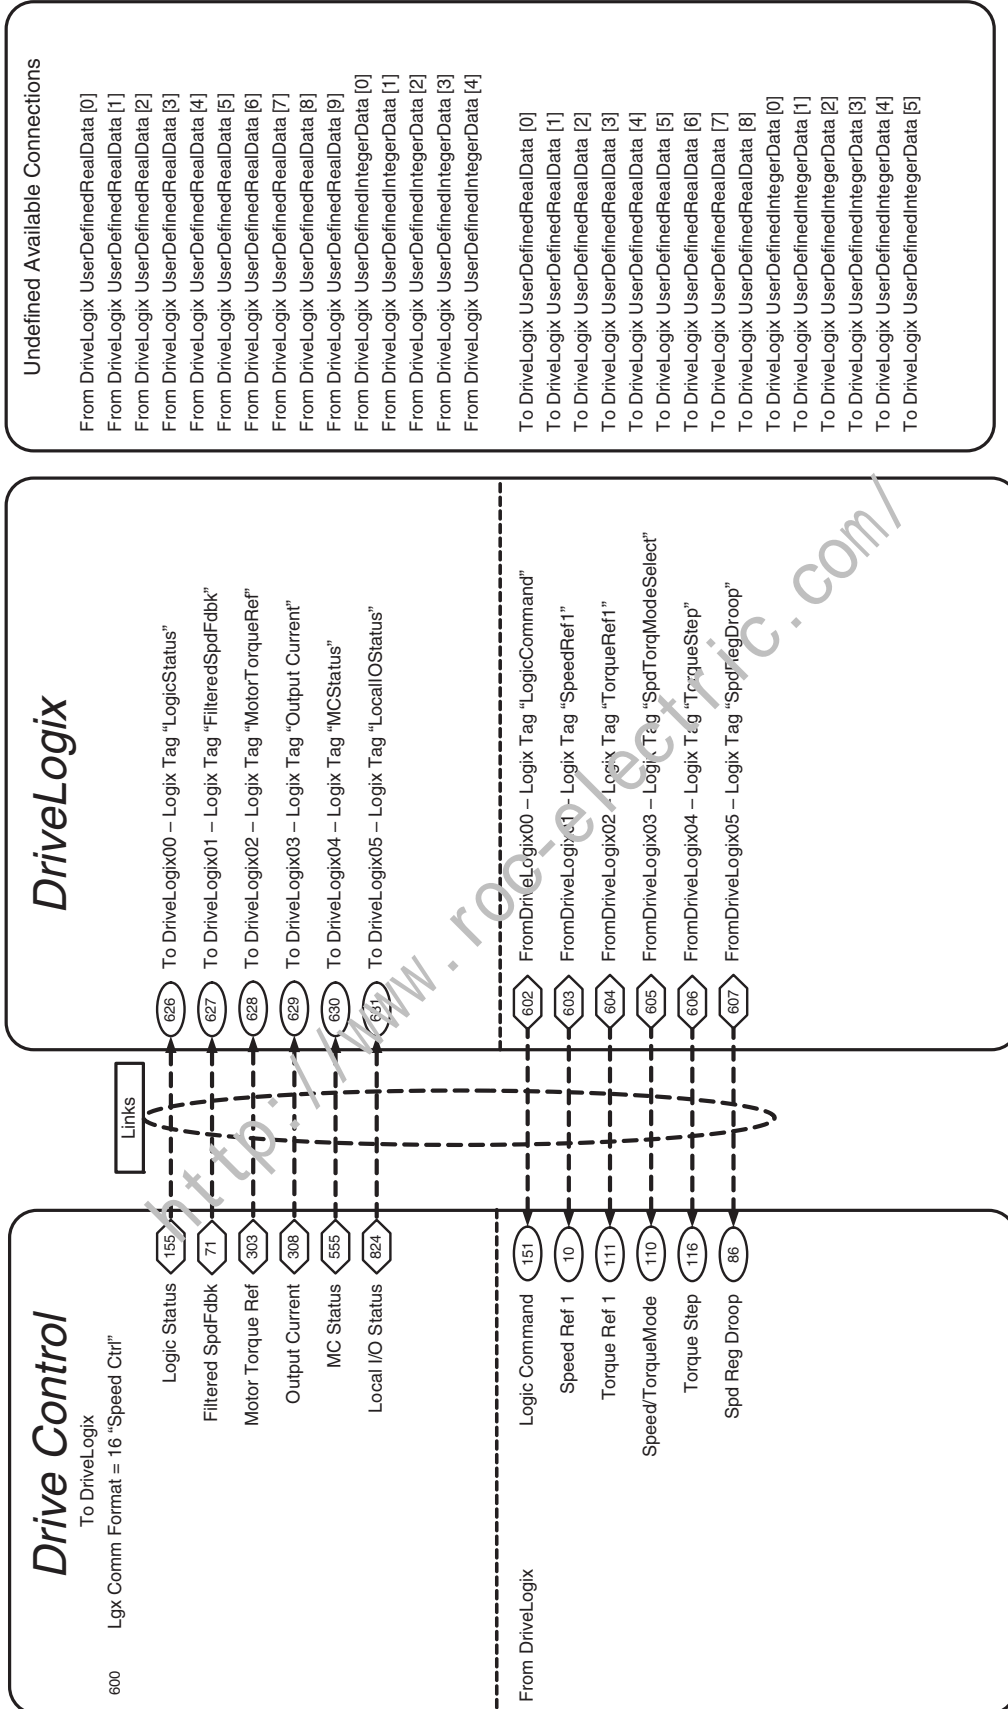 Drive Control
To DriveLogix
600 Lgx Comm Format = 16 “Speed Ctrl”
Logic Status 155
Filtered SpdFdbk 71
Motor Torque Ref 303
Output Current 308
MC Status 555
Local I/O Status 824
From DriveLogix
Logic Command 151
Speed Ref 1 10
Torque Ref 1 111
Speed/TorqueMode 110
Torque Step 116
Spd Reg Droop 86
Links
DriveLogix
626 To DriveLogix00 – Logix Tag “LogicStatus”
627 To DriveLogix01 – Logix Tag “FilteredSpdFdbk”
628 To DriveLogix02 – Logix Tag “MotorTorqueRef”
629 To DriveLogix03 – Logix Tag “Output Current”
630 To DriveLogix04 – Logix Tag “MCStatus”
631 To DriveLogix05 – Logix Tag “LocalIOStatus”
602 FromDriveLogix00 – Logix Tag “LogicCommand”
603 FromDriveLogix01 – Logix Tag “SpeedRef1”
604 FromDriveLogix02 – Logix Tag “TorqueRef1”
605 FromDriveLogix03 – Logix Tag “SpdTorqModeSelect”
606 FromDriveLogix04 – Logix Tag “TorqueStep”
607 FromDriveLogix05 – Logix Tag “SpdRegDroop”
Undefined Available Connections
From DriveLogix UserDefinedRealData [0]
From DriveLogix UserDefinedRealData [1]
From DriveLogix UserDefinedRealData [2]
From DriveLogix UserDefinedRealData [3]
From DriveLogix UserDefinedRealData [4]
From DriveLogix UserDefinedRealData [5]
From DriveLogix UserDefinedRealData [6]
From DriveLogix UserDefinedRealData [7]
From DriveLogix UserDefinedRealData [8]
From DriveLogix UserDefinedRealData [9]
From DriveLogix UserDefinedIntegerData [0]
From DriveLogix UserDefinedIntegerData [1]
From DriveLogix UserDefinedIntegerData [2]
From DriveLogix UserDefinedIntegerData [3]
From DriveLogix UserDefinedIntegerData [4]
To DriveLogix UserDefinedRealData [0]
To DriveLogix UserDefinedRealData [1]
To DriveLogix UserDefinedRealData [2]
To DriveLogix UserDefinedRealData [3]
To DriveLogix UserDefinedRealData [4]
To DriveLogix UserDefinedRealData [5]
To DriveLogix UserDefinedRealData [6]
To DriveLogix UserDefinedRealData [7]
To DriveLogix UserDefinedRealData [8]
To DriveLogix UserDefinedIntegerData [0]
To DriveLogix UserDefinedIntegerData [1]
To DriveLogix UserDefinedIntegerData [2]
To DriveLogix UserDefinedIntegerData [3]
To DriveLogix UserDefinedIntegerData [4]
To DriveLogix UserDefinedIntegerData [5]
http://www.roc-electric.com/